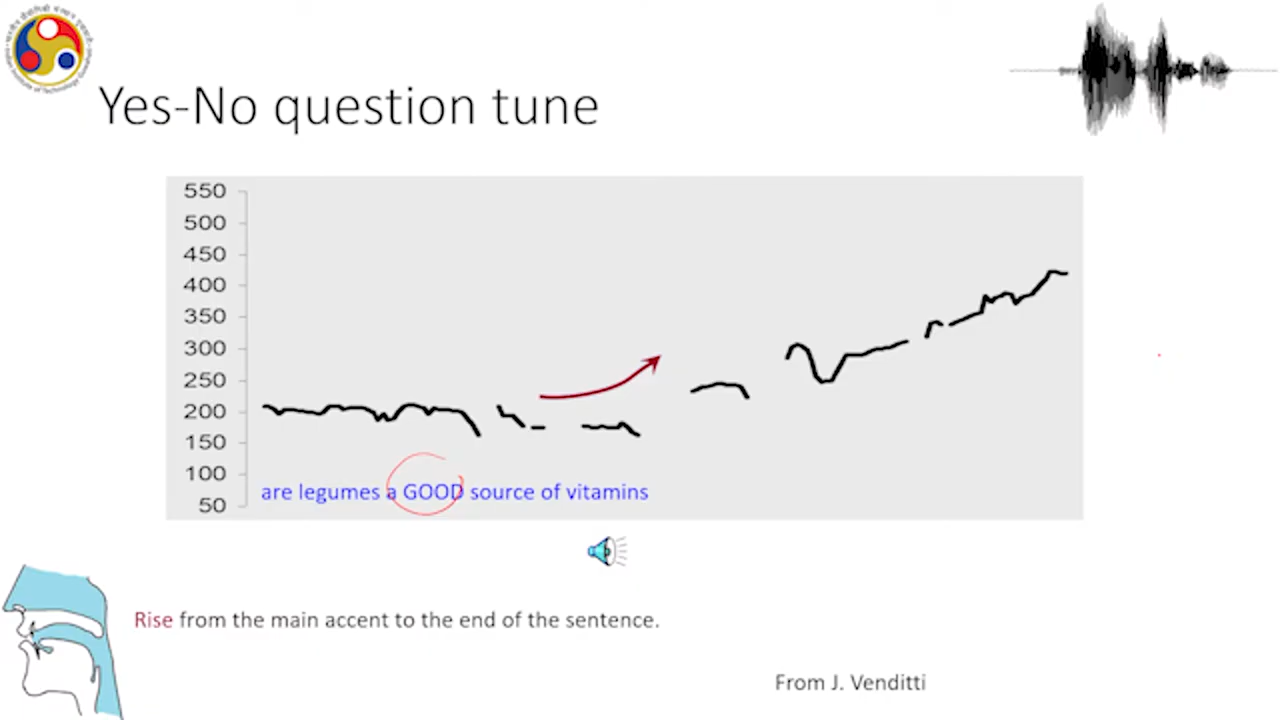 Yes-No question tune
550
500
450
400
350
300
250
200
150
100
50
are legumes a GOOD source of vitamins
Rise from the main accent to the end of the sentence.
From J. Venditti